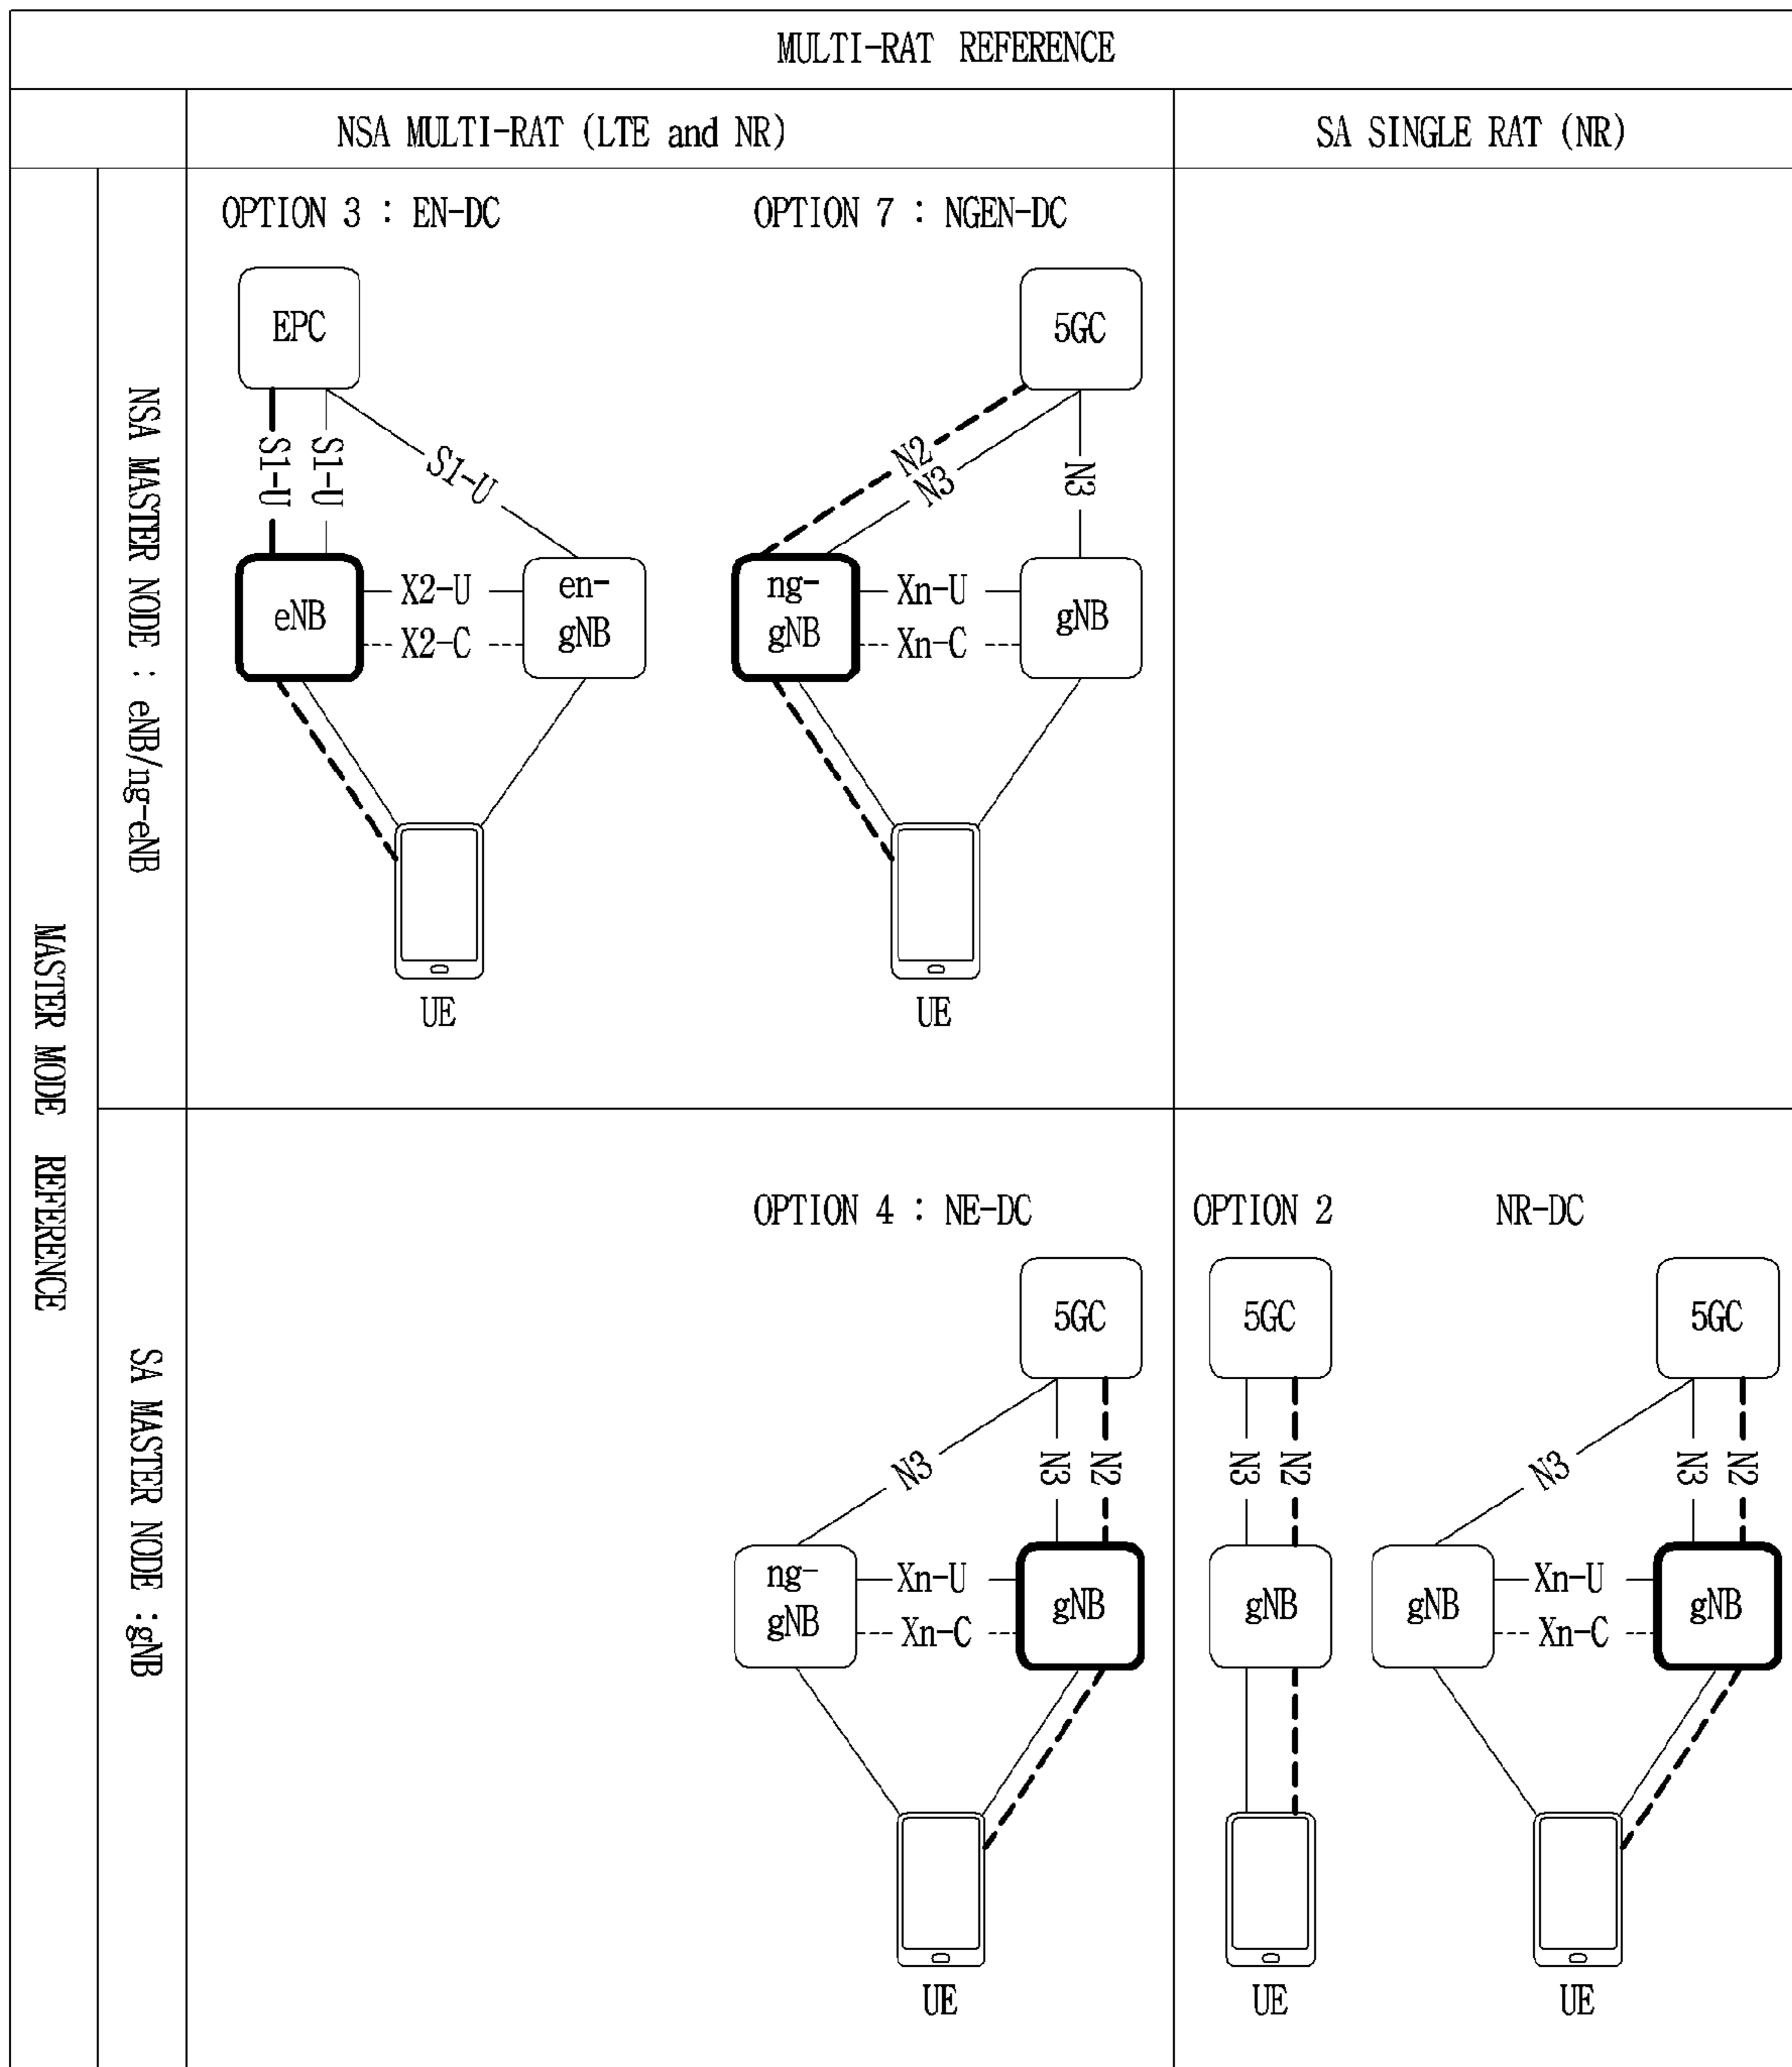 MULTI-RAT REFERENCE
NSA MULTI-RAT (LTE and NR)
SA SINGLE RAT (NR)
MASTER MODE REFERENCE
NSA MASTER NODE : eNB/ng-eNB
OPTION 3 : EN-DC
EPC
S1-U
S1-U
S1-U
eNB
X2-U
X2-C
en-
gNB
UE
OPTION 7 : NGEN-DC
5GC
N2
N3
N3
ng-
gNB
Xn-U
Xn-C
gNB
UE
SA MASTER NODE :gNB
OPTION 4 : NE-DC
5GC
N3
N3
N2
ng-
gNB
Xn-U
Xn-C
gNB
UE
OPTION 2
5GC
N3
N2
gNB
UE
NR-DC
5GC
N3
N3
N2
gNB
Xn-U
Xn-C
gNB
UE